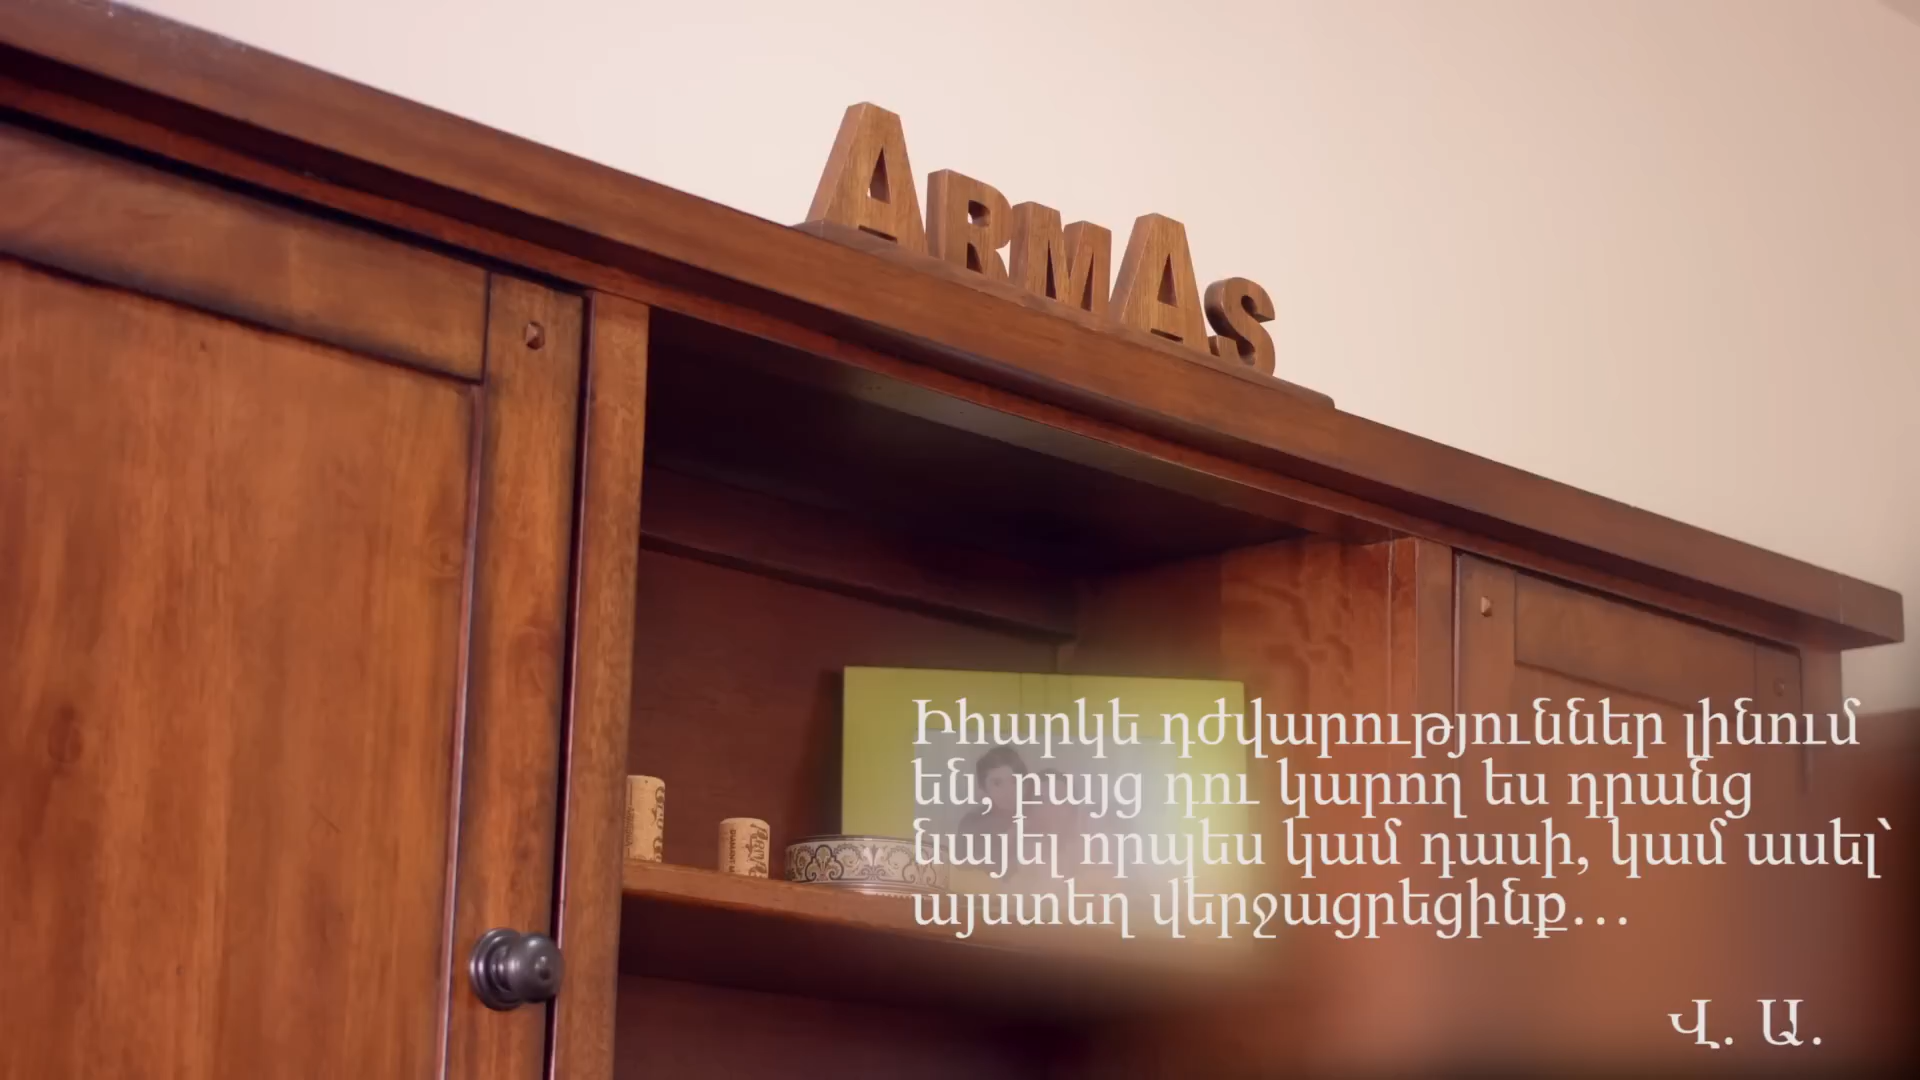 ARMAS
Իհարկե դժվարություններ լինում
են, բայց դու կարող ես դրանց
նայել որպես կամ դասի, կամ ասել՝
այստեղ վերջացրեցինք...
Վ. Ա.